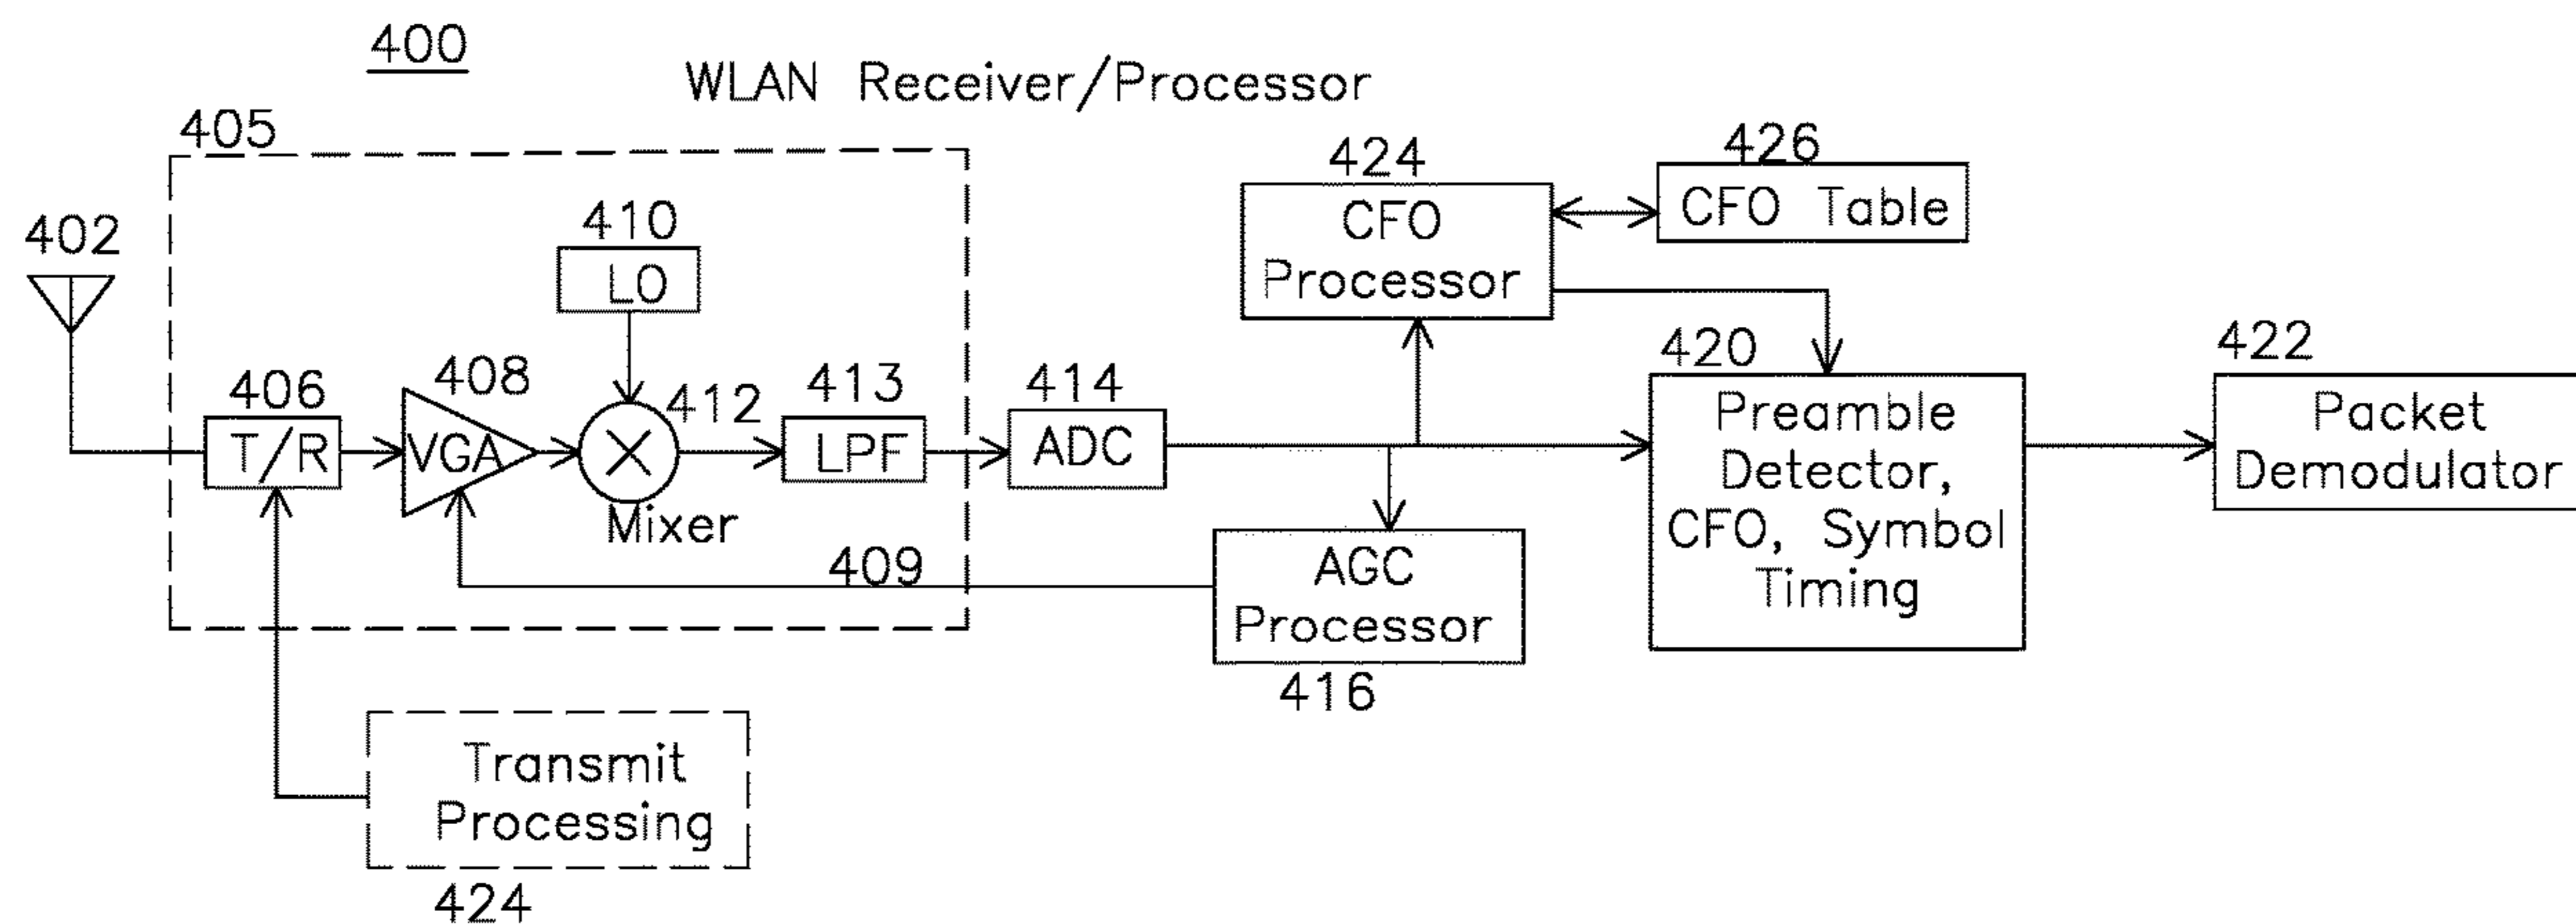 400
WLAN Receiver/Processor
405
424
426
CFO
Processor
CFO Table
402
410
LO
406
T/R
408
VGA
412
Mixer
413
LPF
414
ADC
409
AGC
Processor
416
420
Preamble
Detector,
CFO, Symbol
Timing
422
Packet
Demodulator
Transmit
Processing
424